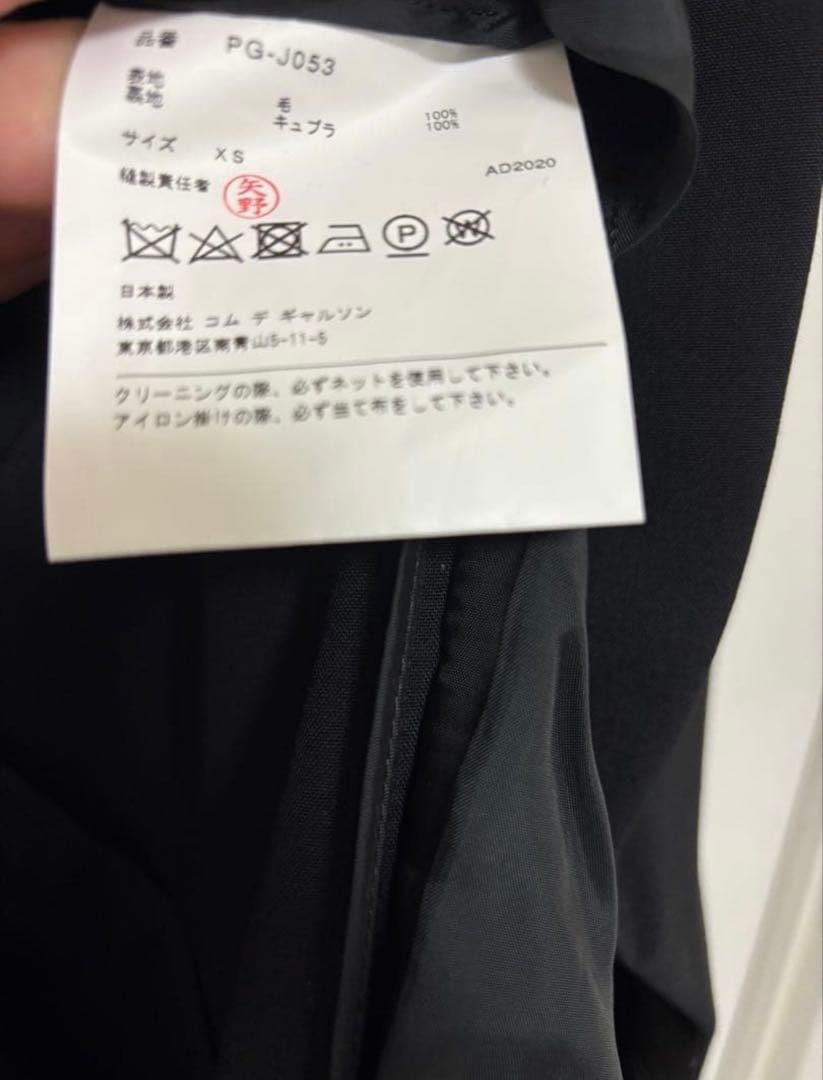 品番 PG-J053
表地 毛 100%
裏地 キュプラ 100%
サイズ XS
AD2020
縫製責任者 矢野
P W
日本製
株式会社 コム デ ギャルソン
東京都港区南青山5-11-5
クリーニングの際、必ずネットを使用して下さい。
アイロン掛けの際、必ず当て布をして下さい。